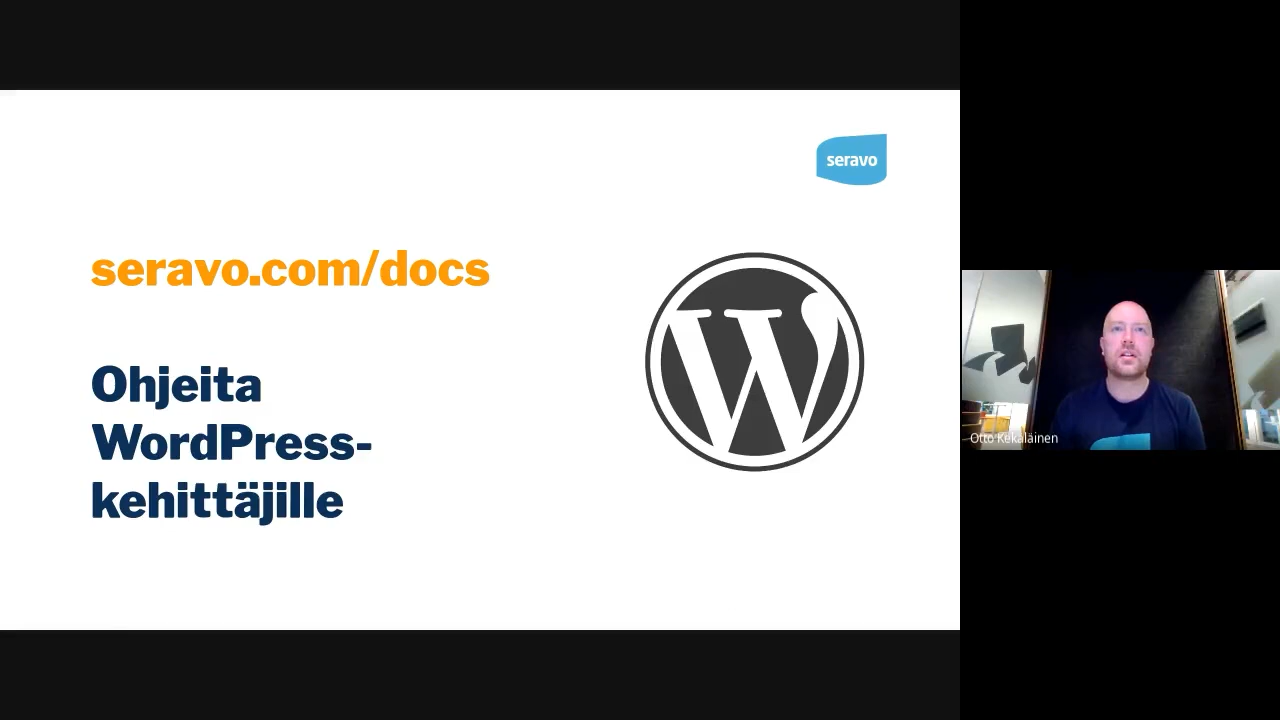 seravo
seravo.com/docs
Ohjeita
WordPress-
kehittäjille
Otto Kekäläinen